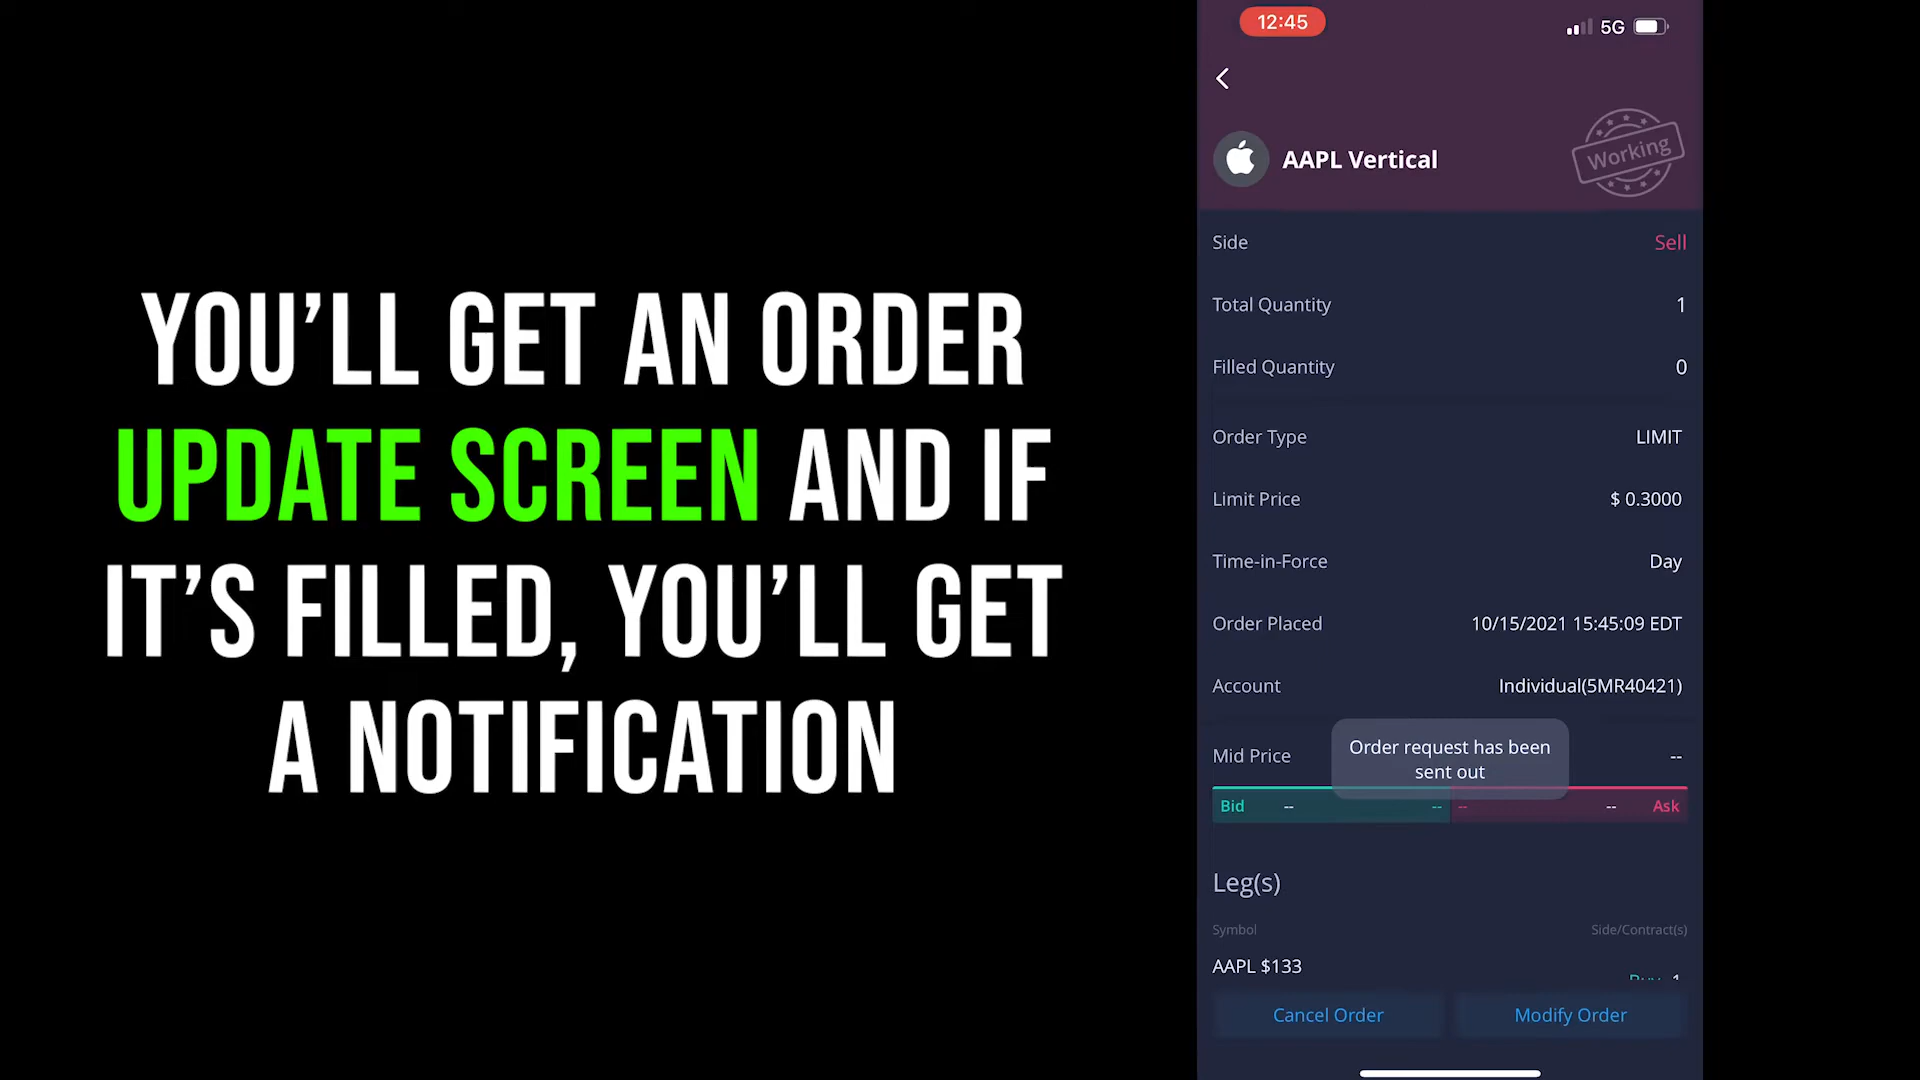 YOU'LL GET AN ORDER
UPDATE SCREEN AND IF
IT'S FILLED, YOU'LL GET
A NOTIFICATION
12:45
5G
AAPL Vertical
Working
Side Sell
Total Quantity 1
Filled Quantity 0
Order Type LIMIT
Limit Price $ 0.3000
Time-in-Force Day
Order Placed 10/15/2021 15:45:09 EDT
Account Individual(5MR40421)
Mid Price --
Order request has been
sent out
Bid -- -- -- -- Ask
Leg(s)
Symbol Side/Contract(s)
AAPL $133
Buy 1
Cancel Order Modify Order